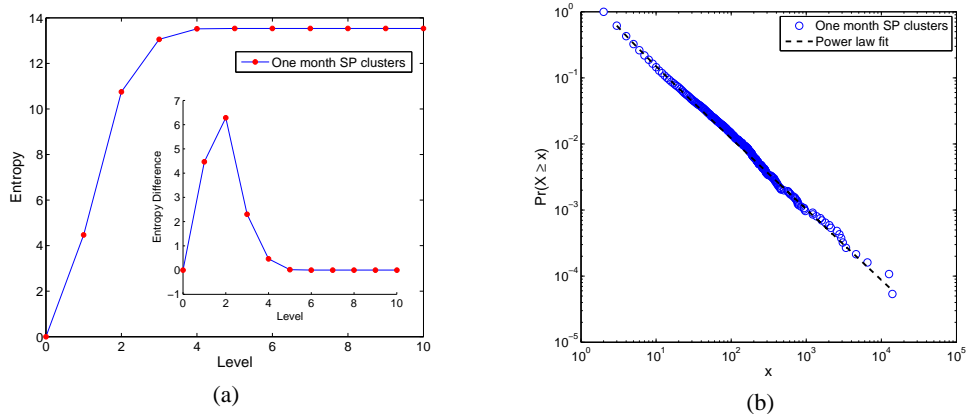 14
12
10
8
6
4
2
0
Entropy
0 2 4 6 8 10
Level
One month SP clusters
7
6
5
4
3
2
1
0
−1
Entropy Difference
0 2 4 6 8 10
Level
(a)
10^0
10^−1
10^−2
10^−3
10^−4
10^−5
Pr(X ≥ x)
10^0 10^1 10^2 10^3 10^4 10^5
x
One month SP clusters
Power law fit
(b)